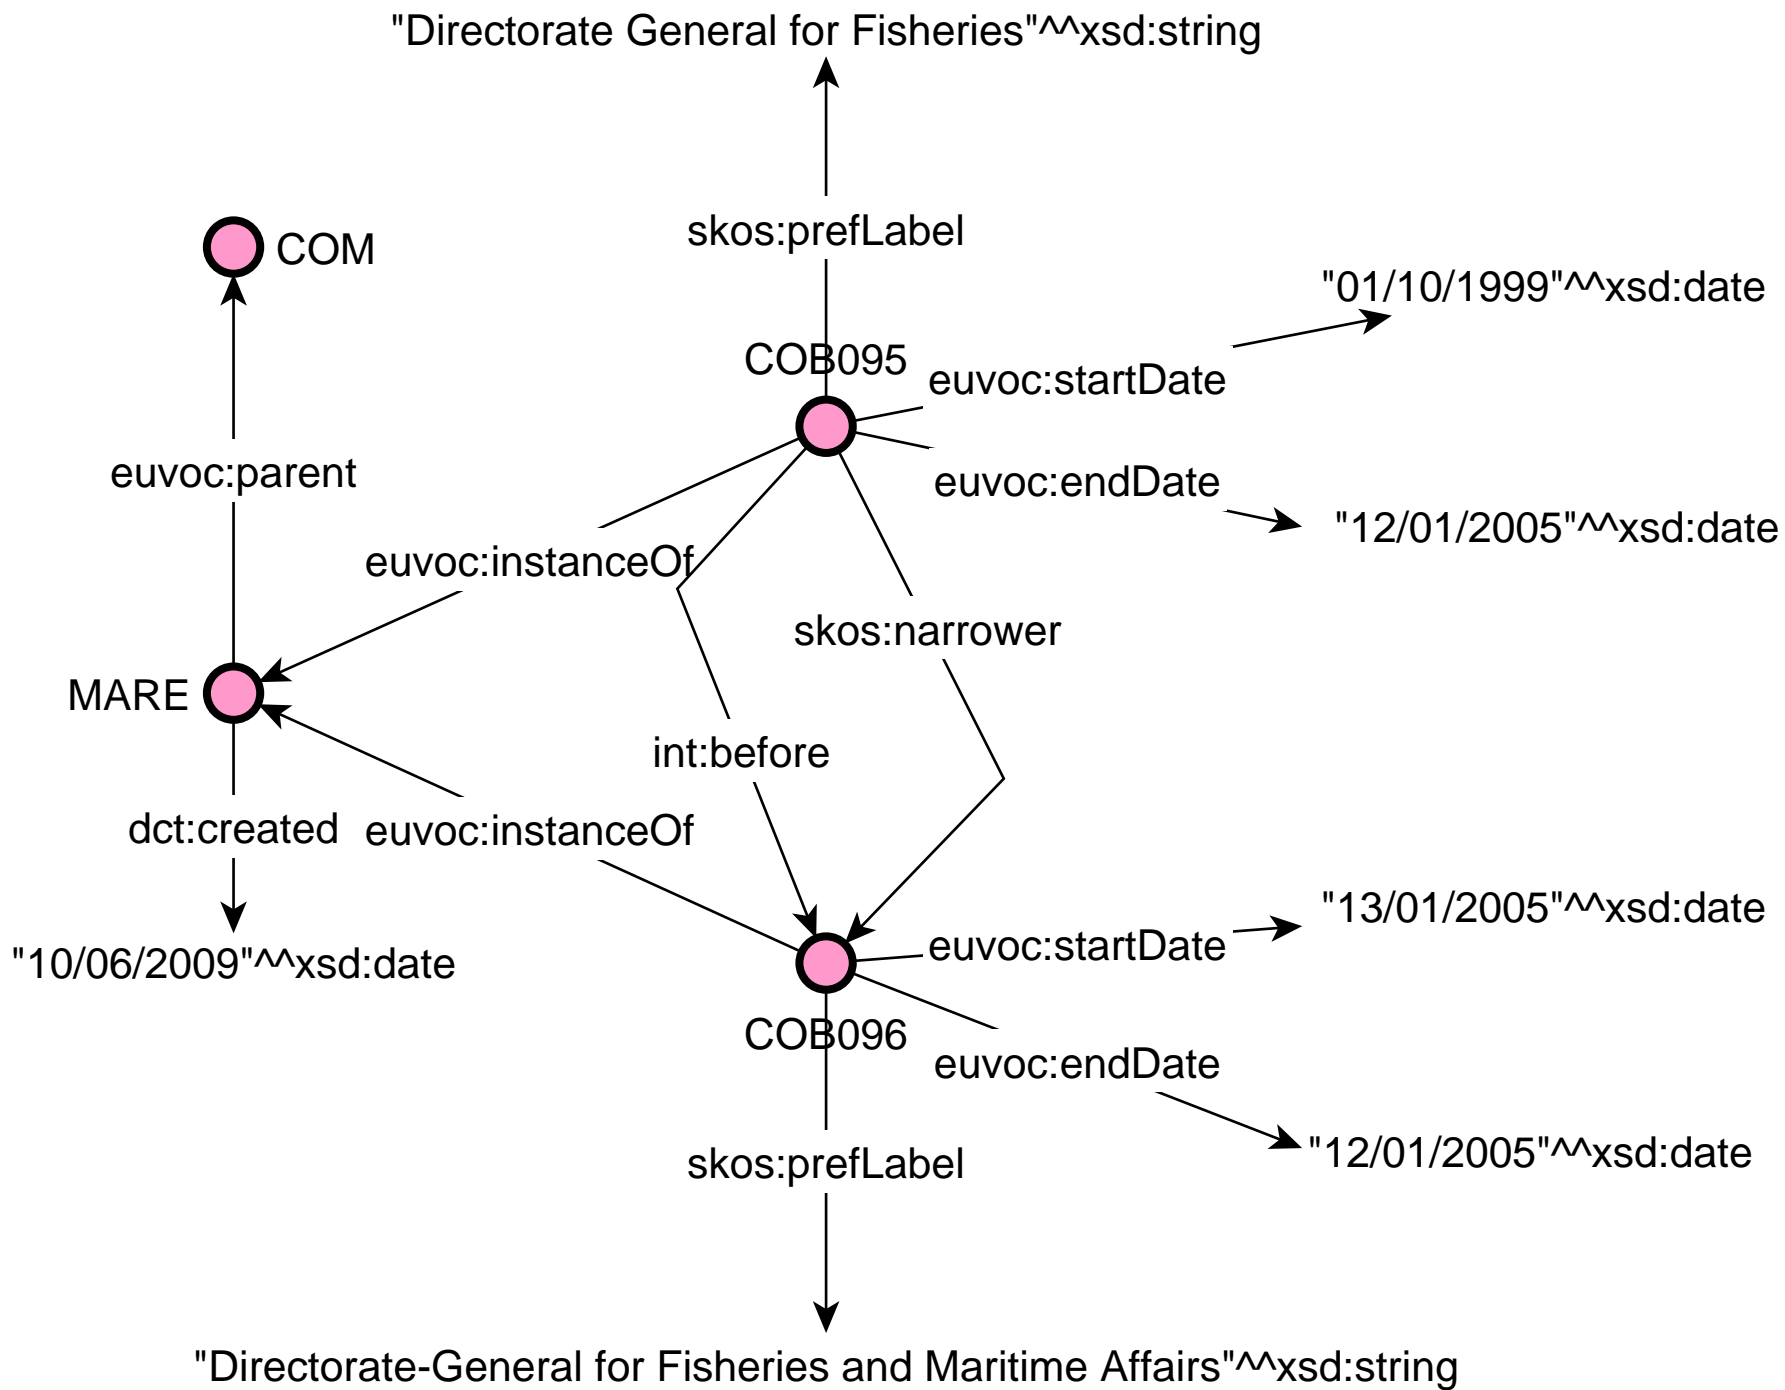 "Directorate General for Fisheries"^^xsd:string
skos:prefLabel
COM
"01/10/1999"^^xsd:date
COB095
euvoc:startDate
euvoc:parent
euvoc:endDate
"12/01/2005"^^xsd:date
euvoc:instanceOf
skos:narrower
MARE
int:before
dct:created
euvoc:instanceOf
"13/01/2005"^^xsd:date
euvoc:startDate
"10/06/2009"^^xsd:date
COB096
euvoc:endDate
"12/01/2005"^^xsd:date
skos:prefLabel
"Directorate-General for Fisheries and Maritime Affairs"^^xsd:string